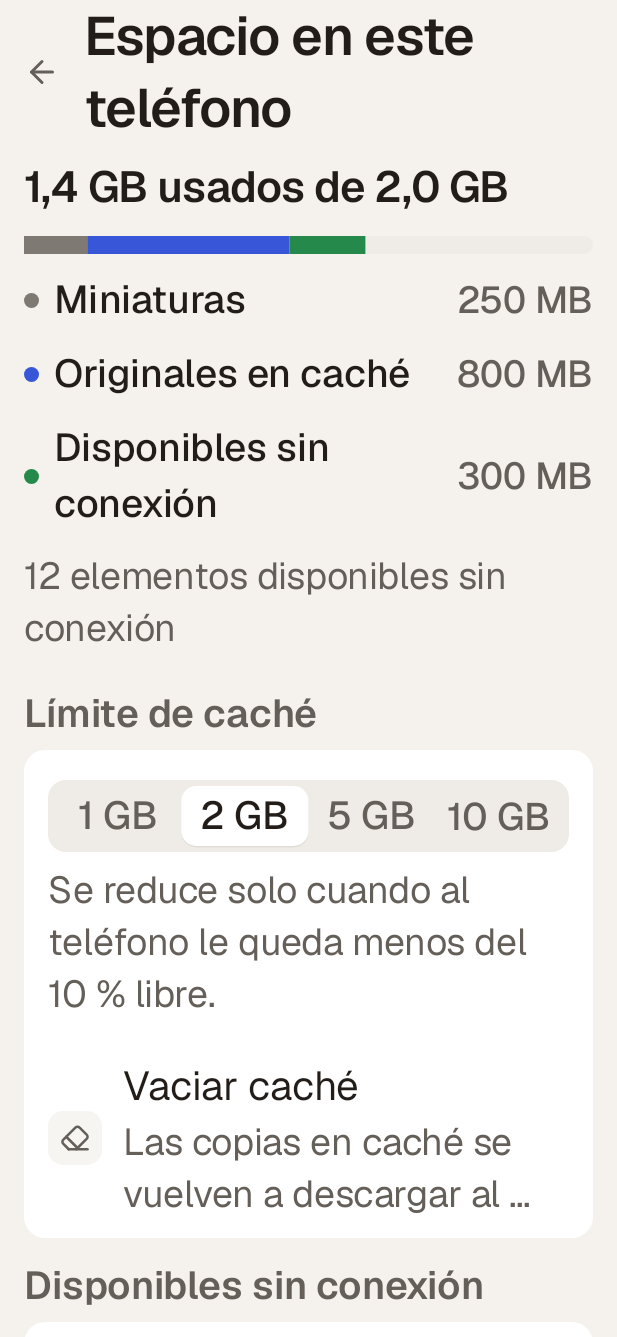 Espacio en este
teléfono
1,4 GB usados de 2,0 GB
Miniaturas 250 MB
Originales en caché 800 MB
Disponibles sin
conexión 300 MB
12 elementos disponibles sin
conexión
Límite de caché
1 GB 2 GB 5 GB 10 GB
Se reduce solo cuando al
teléfono le queda menos del
10 % libre.
Vaciar caché
Las copias en caché se
vuelven a descargar al ...
Disponibles sin conexión